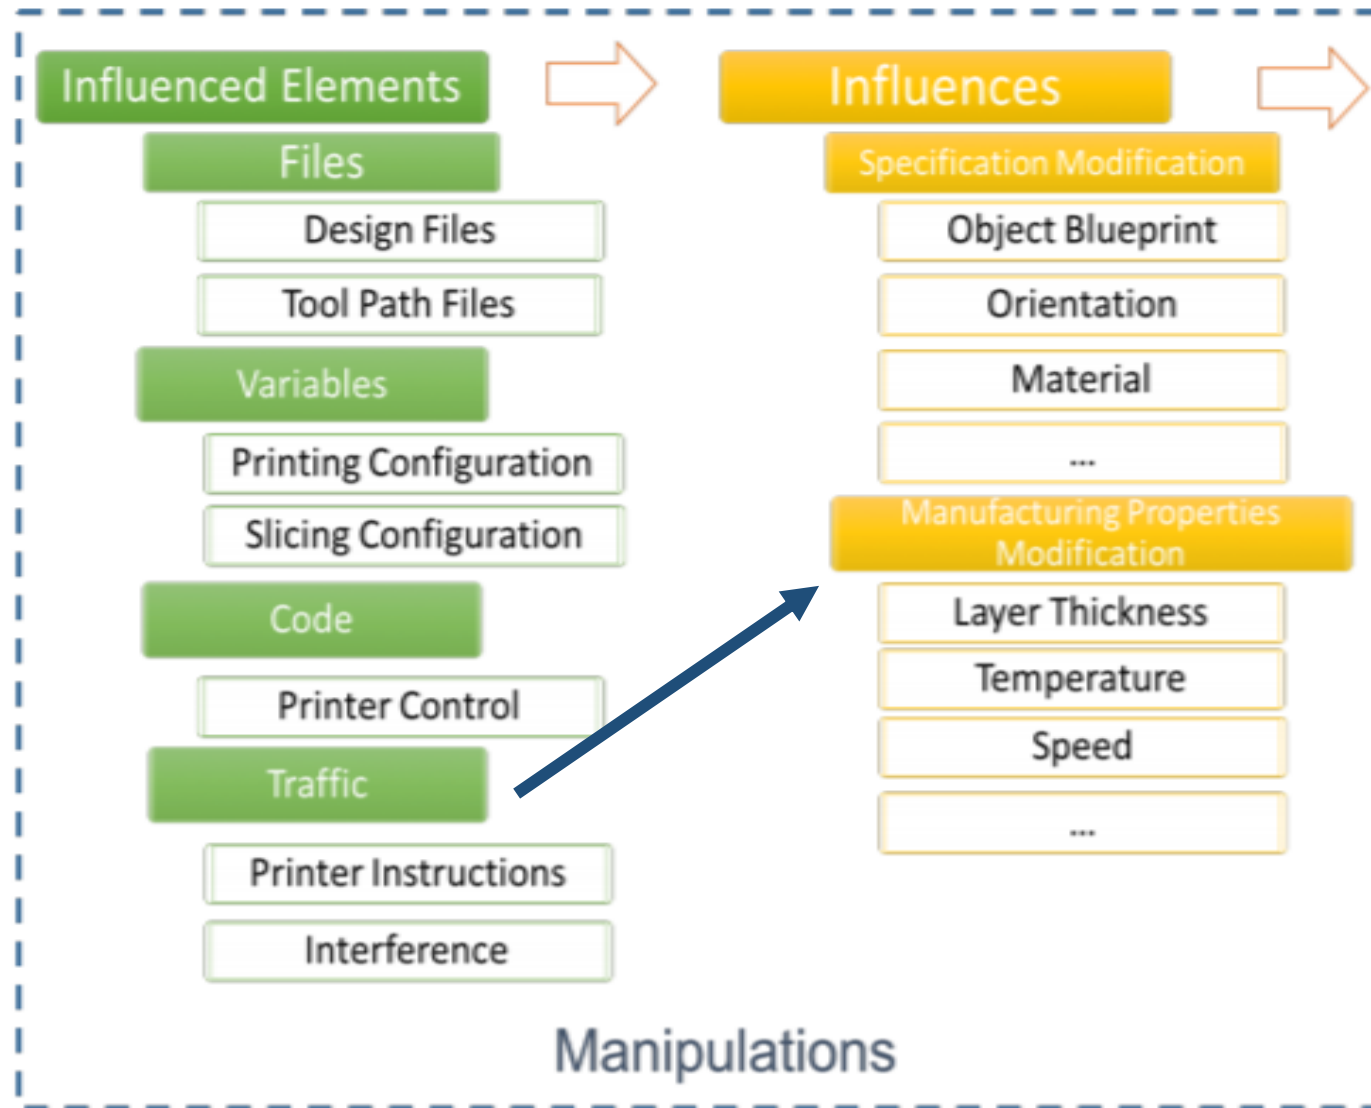 Influenced Elements
Files
Design Files
Tool Path Files
Variables
Printing Configuration
Slicing Configuration
Code
Printer Control
Traffic
Printer Instructions
Interference
Influences
Specification Modification
Object Blueprint
Orientation
Material
...
Manufacturing Properties
Modification
Layer Thickness
Temperature
Speed
...
Manipulations